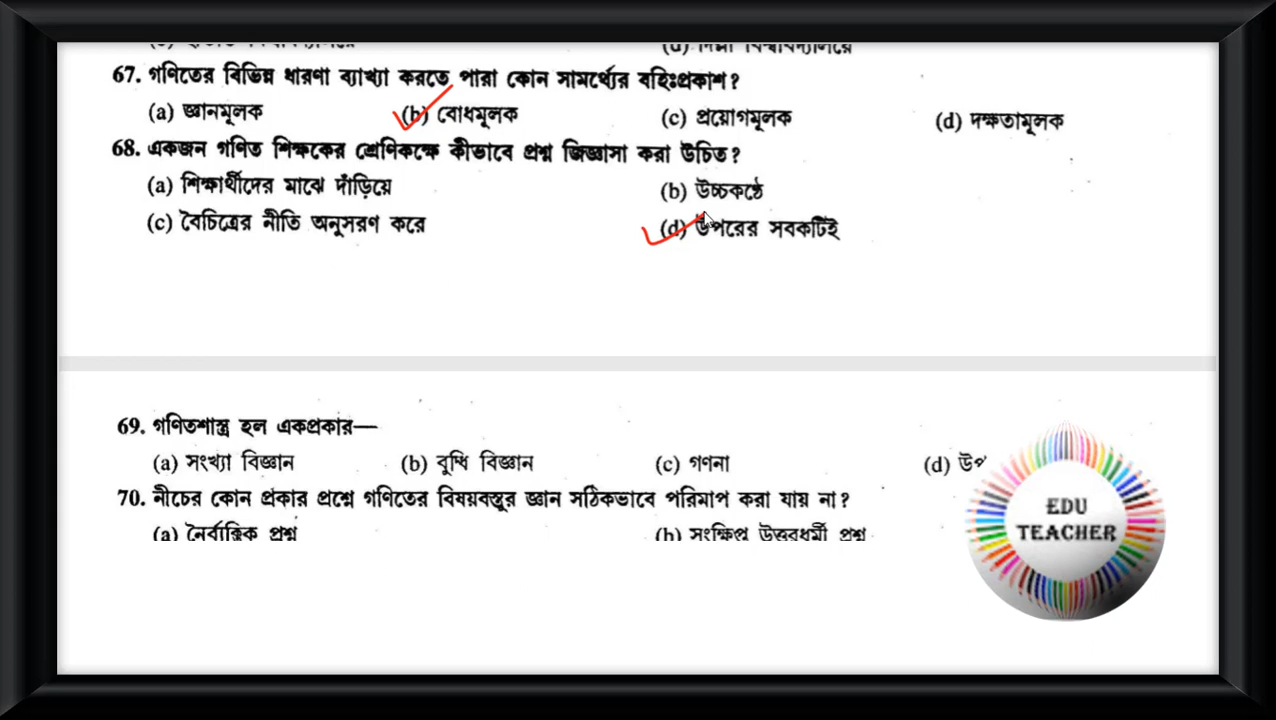 67. গণিতের বিভিন্ন ধারণা ব্যাখ্যা করতে পারা কোন সামর্থ্যের বহিঃপ্রকাশ?
(a) জ্ঞানমূলক (b) বোধমূলক (c) প্রয়োগমূলক (d) দক্ষতামূলক
68. একজন গণিত শিক্ষকের শ্রেণিকক্ষে কীভাবে প্রশ্ন জিজ্ঞাসা করা উচিত?
(a) শিক্ষার্থীদের মাঝে দাঁড়িয়ে (b) উচ্চকণ্ঠে
(c) বৈচিত্রের নীতি অনুসরণ করে (d) উপরের সবকটিই
69. গণিতশাস্ত্র হল একপ্রকার—
(a) সংখ্যা বিজ্ঞান (b) বুদ্ধি বিজ্ঞান (c) গণনা (d)
70. নীচের কোন প্রকার প্রশ্নে গণিতের বিষয়বস্তুর জ্ঞান সঠিকভাবে পরিমাপ করা যায় না?
(a) নৈর্ব্যক্তিক প্রশ্ন (b) সংক্ষিপ্ত উত্তরধর্মী প্রশ্ন
EDU
TEACHER